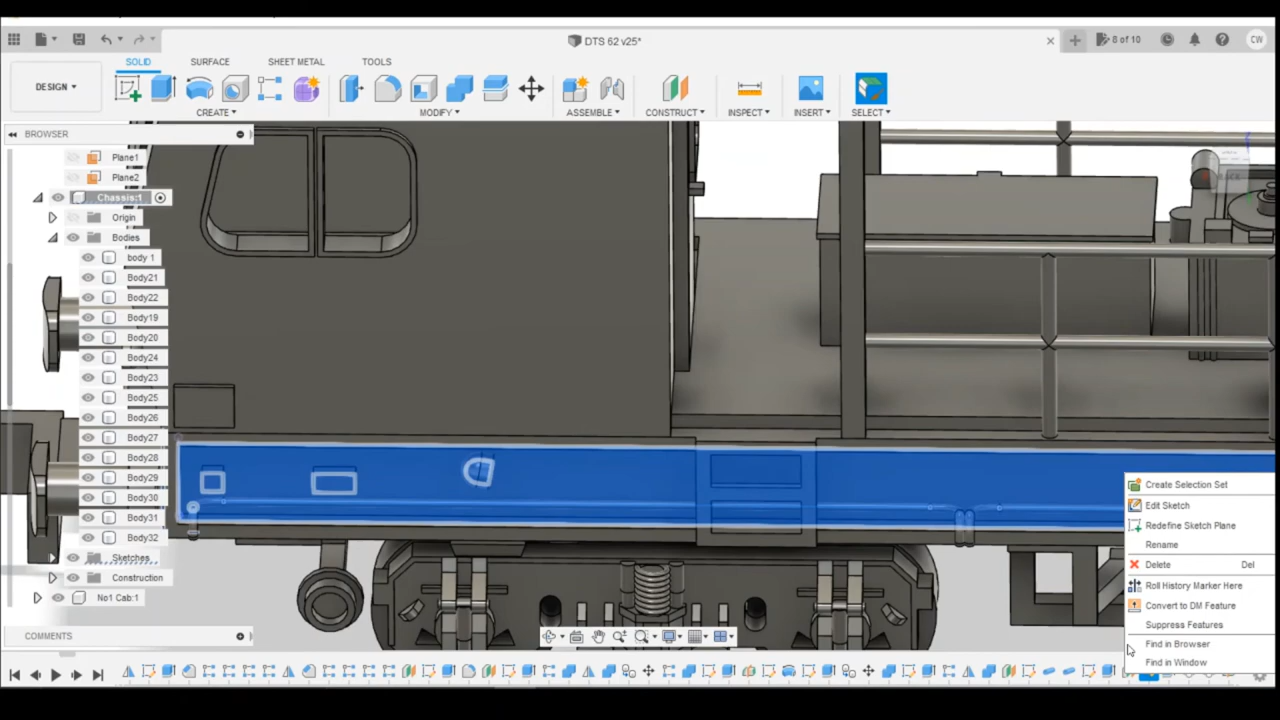 DTS 62 v25*
8 of 10
CW
DESIGN
SOLID
SURFACE
SHEET METAL
TOOLS
CREATE
MODIFY
ASSEMBLE
CONSTRUCT
INSPECT
INSERT
SELECT
BROWSER
Plane1
Plane2
Chassis:1
Origin
Bodies
body 1
Body21
Body22
Body19
Body20
Body24
Body23
Body25
Body26
Body27
Body28
Body29
Body30
Body31
Body32
Sketches
Construction
No1 Cab:1
COMMENTS
Create Selection Set
Edit Sketch
Redefine Sketch Plane
Rename
Delete Del
Roll History Marker Here
Convert to DM Feature
Suppress Features
Find in Browser
Find in Window